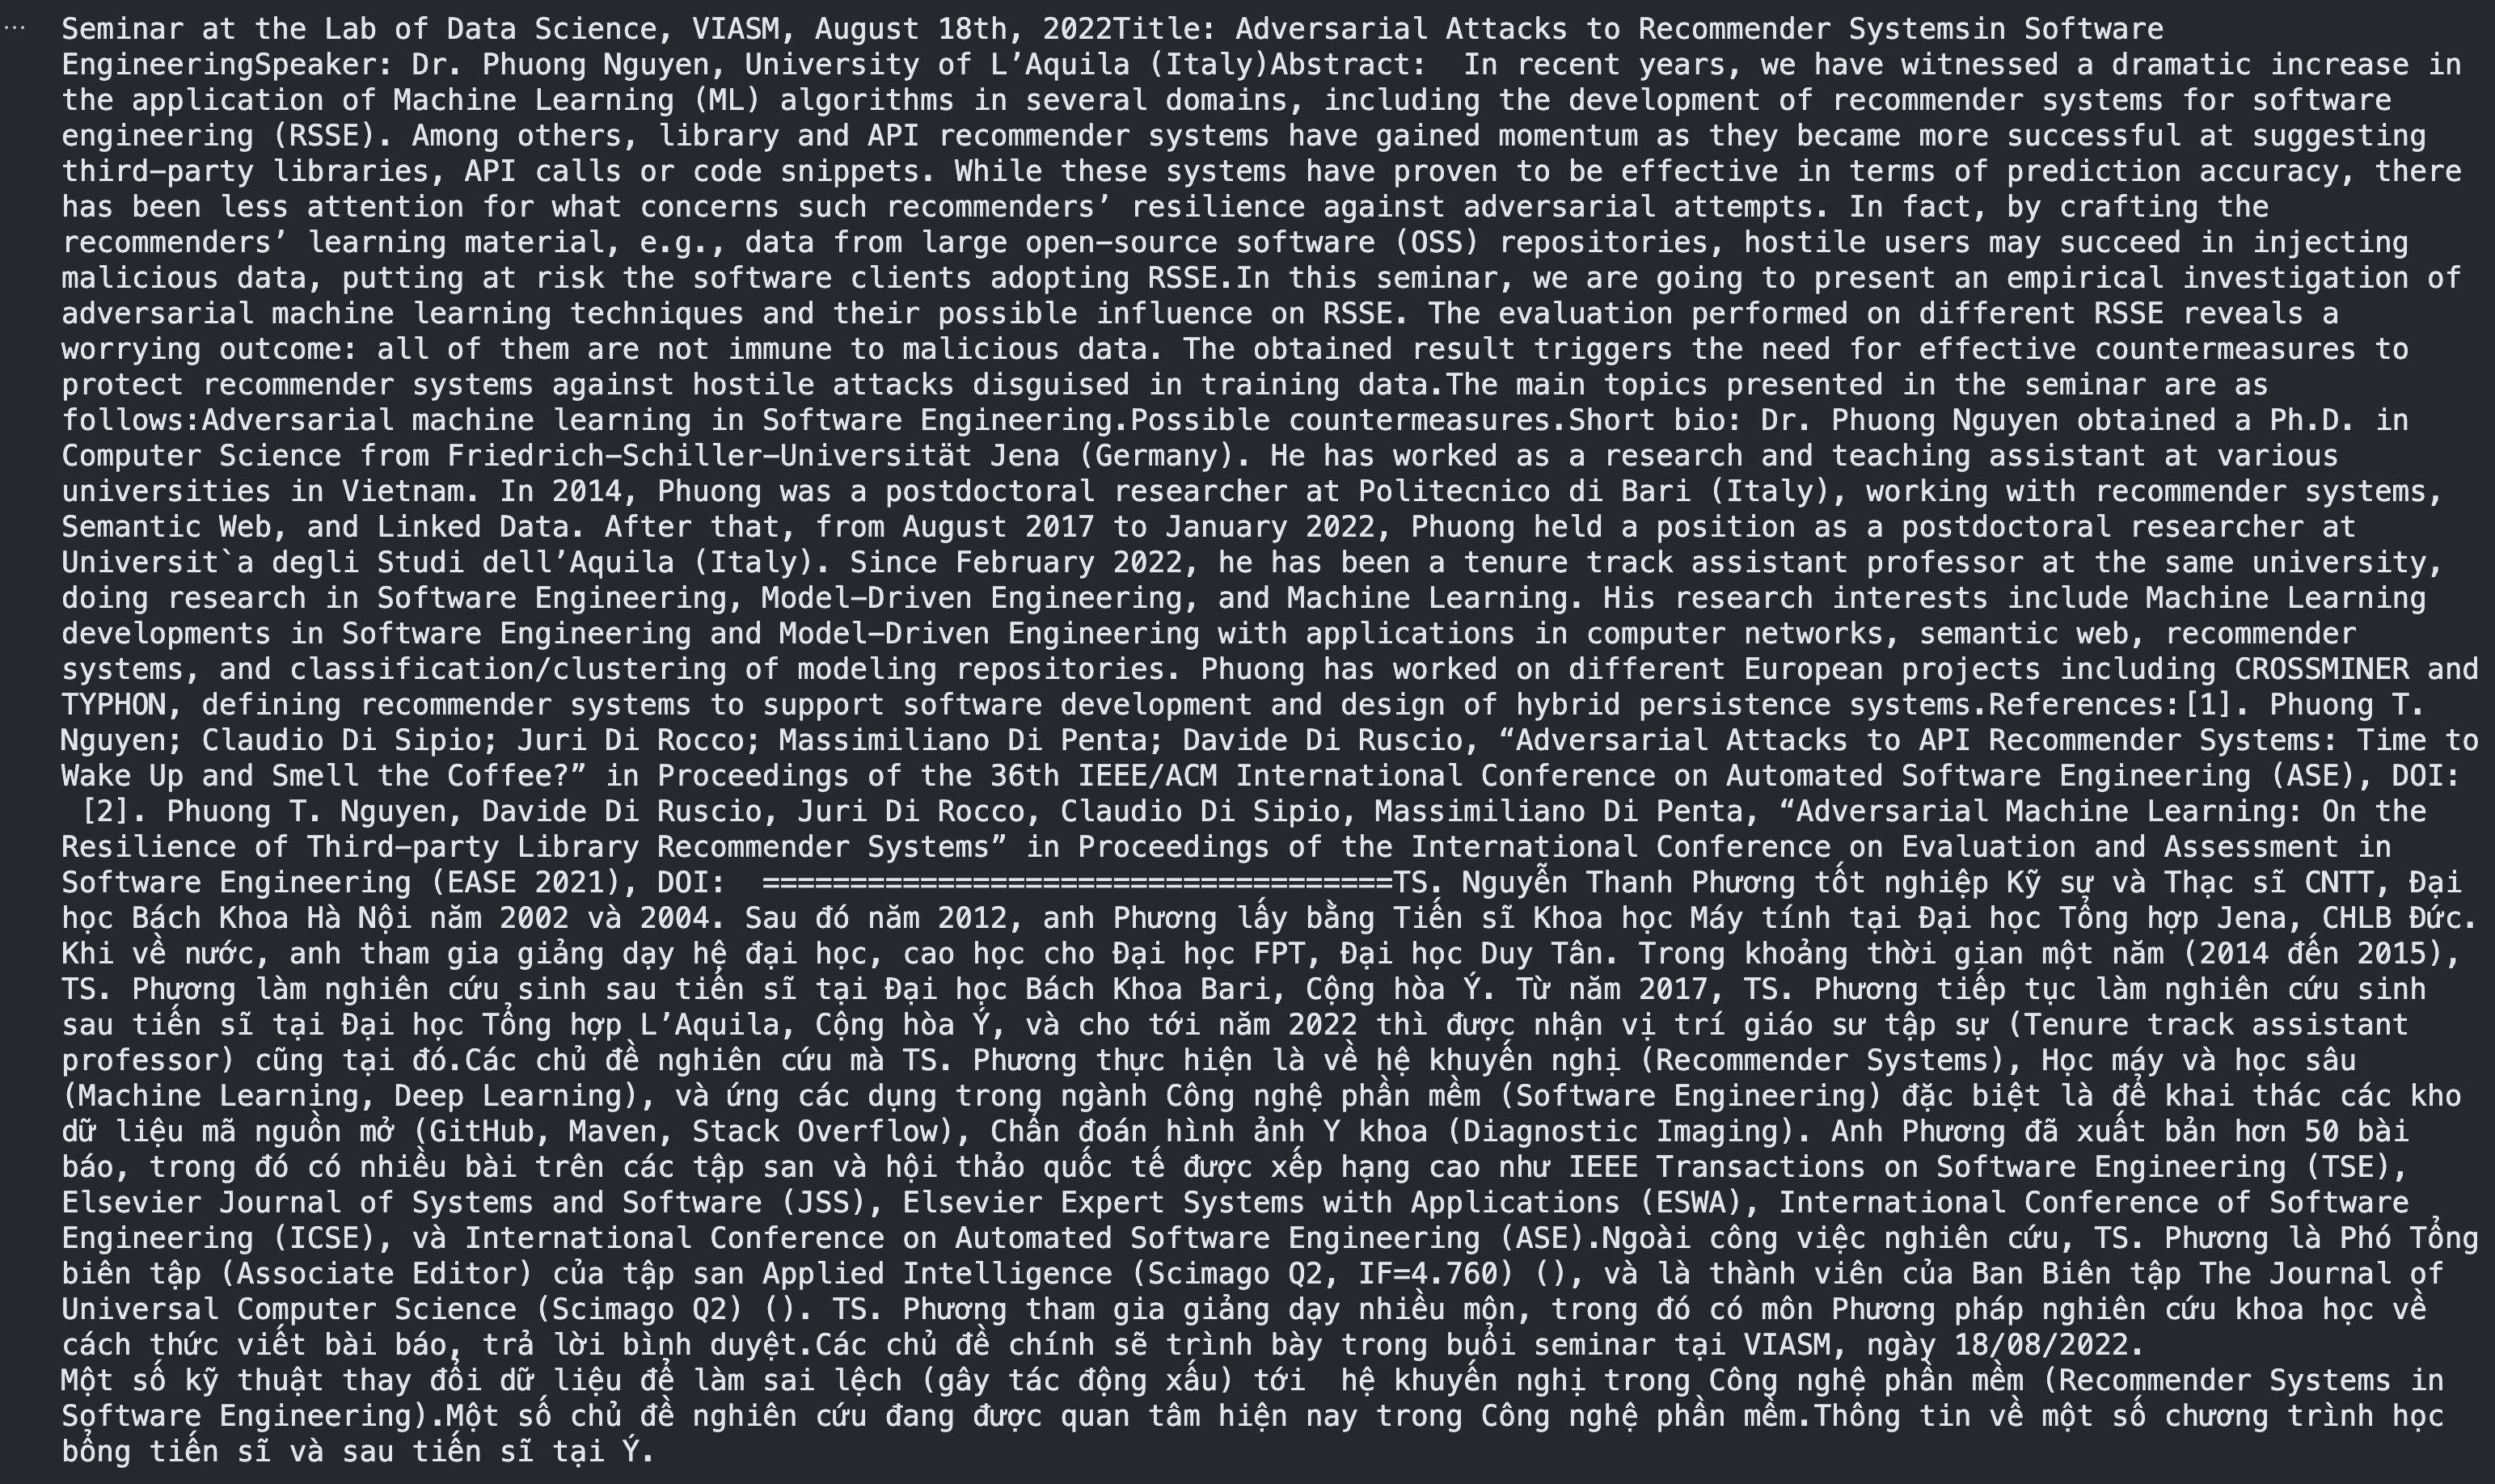 Seminar at the Lab of Data Science, VIASM, August 18th, 2022Title: Adversarial Attacks to Recommender Systemsin Software
EngineeringSpeaker: Dr. Phuong Nguyen, University of L’Aquila (Italy)Abstract:  In recent years, we have witnessed a dramatic increase in
the application of Machine Learning (ML) algorithms in several domains, including the development of recommender systems for software
engineering (RSSE). Among others, library and API recommender systems have gained momentum as they became more successful at suggesting
third-party libraries, API calls or code snippets. While these systems have proven to be effective in terms of prediction accuracy, there
has been less attention for what concerns such recommenders’ resilience against adversarial attempts. In fact, by crafting the
recommenders’ learning material, e.g., data from large open-source software (OSS) repositories, hostile users may succeed in injecting
malicious data, putting at risk the software clients adopting RSSE.In this seminar, we are going to present an empirical investigation of
adversarial machine learning techniques and their possible influence on RSSE. The evaluation performed on different RSSE reveals a
worrying outcome: all of them are not immune to malicious data. The obtained result triggers the need for effective countermeasures to
protect recommender systems against hostile attacks disguised in training data.The main topics presented in the seminar are as
follows:Adversarial machine learning in Software Engineering.Possible countermeasures.Short bio: Dr. Phuong Nguyen obtained a Ph.D. in
Computer Science from Friedrich-Schiller-Universität Jena (Germany). He has worked as a research and teaching assistant at various
universities in Vietnam. In 2014, Phuong was a postdoctoral researcher at Politecnico di Bari (Italy), working with recommender systems,
Semantic Web, and Linked Data. After that, from August 2017 to January 2022, Phuong held a position as a postdoctoral researcher at
Universit`a degli Studi dell’Aquila (Italy). Since February 2022, he has been a tenure track assistant professor at the same university,
doing research in Software Engineering, Model-Driven Engineering, and Machine Learning. His research interests include Machine Learning
developments in Software Engineering and Model-Driven Engineering with applications in computer networks, semantic web, recommender
systems, and classification/clustering of modeling repositories. Phuong has worked on different European projects including CROSSMINER and
TYPHON, defining recommender systems to support software development and design of hybrid persistence systems.References:[1]. Phuong T.
Nguyen; Claudio Di Sipio; Juri Di Rocco; Massimiliano Di Penta; Davide Di Ruscio, “Adversarial Attacks to API Recommender Systems: Time to
Wake Up and Smell the Coffee?” in Proceedings of the 36th IEEE/ACM International Conference on Automated Software Engineering (ASE), DOI:
[2]. Phuong T. Nguyen, Davide Di Ruscio, Juri Di Rocco, Claudio Di Sipio, Massimiliano Di Penta, “Adversarial Machine Learning: On the
Resilience of Third-party Library Recommender Systems” in Proceedings of the International Conference on Evaluation and Assessment in
Software Engineering (EASE 2021), DOI:  ====================================TS. Nguyễn Thanh Phương tốt nghiệp Kỹ sư và Thạc sĩ CNTT, Đại
học Bách Khoa Hà Nội năm 2002 và 2004. Sau đó năm 2012, anh Phương lấy bằng Tiến sĩ Khoa học Máy tính tại Đại học Tổng hợp Jena, CHLB Đức.
Khi về nước, anh tham gia giảng dạy hệ đại học, cao học cho Đại học FPT, Đại học Duy Tân. Trong khoảng thời gian một năm (2014 đến 2015),
TS. Phương làm nghiên cứu sinh sau tiến sĩ tại Đại học Bách Khoa Bari, Cộng hòa Ý. Từ năm 2017, TS. Phương tiếp tục làm nghiên cứu sinh
sau tiến sĩ tại Đại học Tổng hợp L’Aquila, Cộng hòa Ý, và cho tới năm 2022 thì được nhận vị trí giáo sư tập sự (Tenure track assistant
professor) cũng tại đó.Các chủ đề nghiên cứu mà TS. Phương thực hiện là về hệ khuyến nghị (Recommender Systems), Học máy và học sâu
(Machine Learning, Deep Learning), và ứng các dụng trong ngành Công nghệ phần mềm (Software Engineering) đặc biệt là để khai thác các kho
dữ liệu mã nguồn mở (GitHub, Maven, Stack Overflow), Chẩn đoán hình ảnh Y khoa (Diagnostic Imaging). Anh Phương đã xuất bản hơn 50 bài
báo, trong đó có nhiều bài trên các tập san và hội thảo quốc tế được xếp hạng cao như IEEE Transactions on Software Engineering (TSE),
Elsevier Journal of Systems and Software (JSS), Elsevier Expert Systems with Applications (ESWA), International Conference of Software
Engineering (ICSE), và International Conference on Automated Software Engineering (ASE).Ngoài công việc nghiên cứu, TS. Phương là Phó Tổng
biên tập (Associate Editor) của tập san Applied Intelligence (Scimago Q2, IF=4.760) (), và là thành viên của Ban Biên tập The Journal of
Universal Computer Science (Scimago Q2) (). TS. Phương tham gia giảng dạy nhiều môn, trong đó có môn Phương pháp nghiên cứu khoa học về
cách thức viết bài báo, trả lời bình duyệt.Các chủ đề chính sẽ trình bày trong buổi seminar tại VIASM, ngày 18/08/2022.
Một số kỹ thuật thay đổi dữ liệu để làm sai lệch (gây tác động xấu) tới  hệ khuyến nghị trong Công nghệ phần mềm (Recommender Systems in
Software Engineering).Một số chủ đề nghiên cứu đang được quan tâm hiện nay trong Công nghệ phần mềm.Thông tin về một số chương trình học
bổng tiến sĩ và sau tiến sĩ tại Ý.